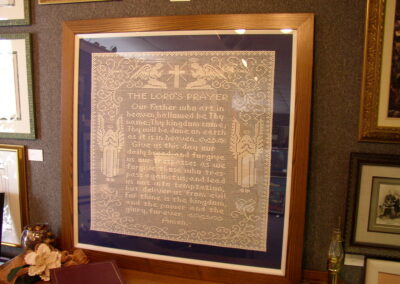 THE LORD'S PRAYER
Our Father who art in
heaven, hallowed be Thy
name; Thy kingdom come;
Thy will be done on earth
as it is in heaven.
Give us this day our
daily bread and forgive
us our trespasses as we
forgive those who tres-
pass against us; and lead
us not into temptation,
but deliver us from evil
for thine is the kingdom,
and the power and the
glory, for ever.
Amen.